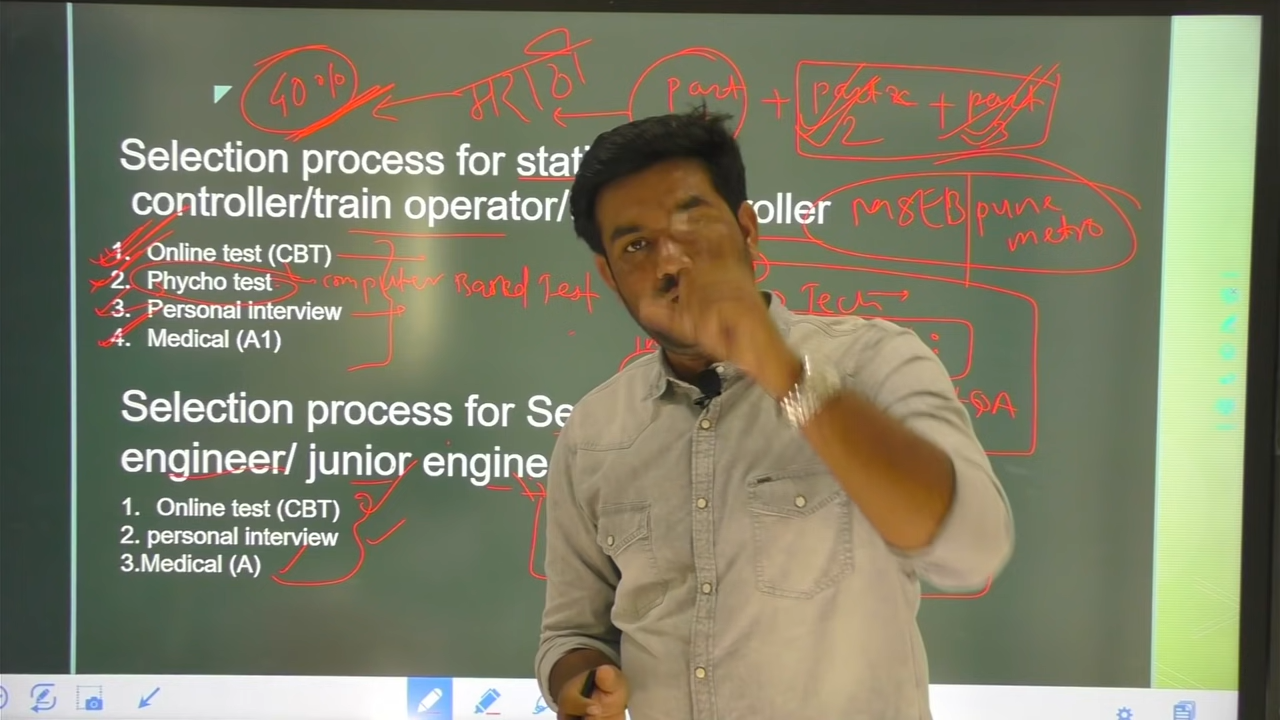 40% मराठी part + part 2 + part 3
Selection process for stati
controller/train operator/ roller
MSEB pune metro
1. Online test (CBT)
2. Phycho test computer Based Test
3. Personal interview
4. Medical (A1)
Tech
Selection process for Se
engineer/ junior engine
1. Online test (CBT)
2. personal interview
3.Medical (A)